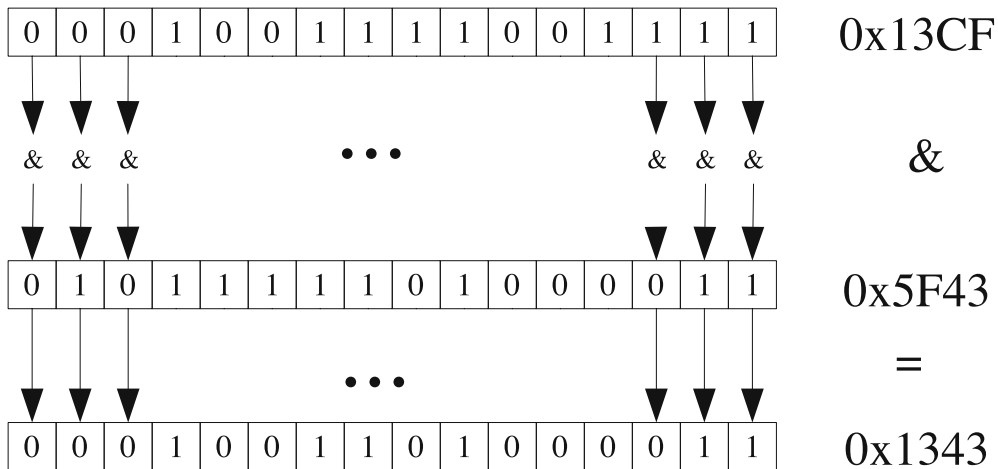 0 0 0 1 0 0 1 1 1 1 0 0 1 1 1 1 0x13CF
& & & ... & & & &
0 1 0 1 1 1 1 1 0 1 0 0 0 0 1 1 0x5F43
... =
0 0 0 1 0 0 1 1 0 1 0 0 0 0 1 1 0x1343